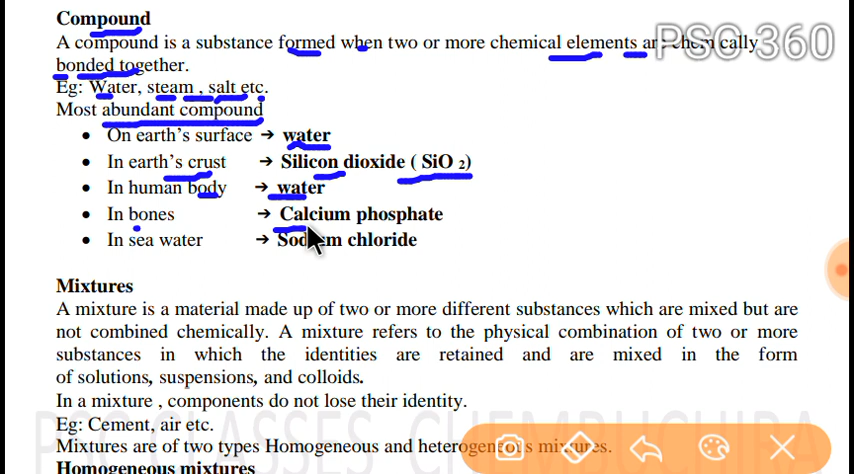 Compound
PSC 360
A compound is a substance formed when two or more chemical elements are chemically
bonded together.
Eg: Water, steam , salt etc.
Most abundant compound
• On earth's surface → water
• In earth's crust → Silicon dioxide ( SiO 2)
• In human body → water
• In bones → Calcium phosphate
• In sea water → Sodium chloride
Mixtures
A mixture is a material made up of two or more different substances which are mixed but are
not combined chemically. A mixture refers to the physical combination of two or more
substances in which the identities are retained and are mixed in the form
of solutions, suspensions, and colloids.
In a mixture , components do not lose their identity.
PSC CLASSES
Eg: Cement, air etc.
Mixtures are of two types Homogeneous and heterogeneous mixtures.
Homogeneous mixtures